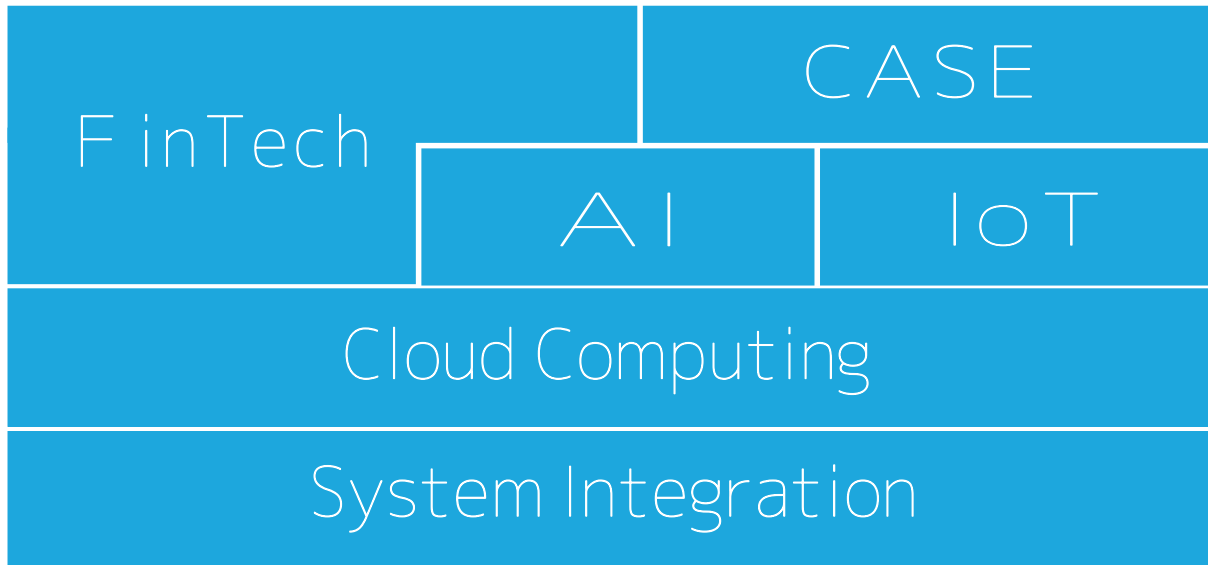 FinTech
CASE
AI
IoT
Cloud Computing
System Integration